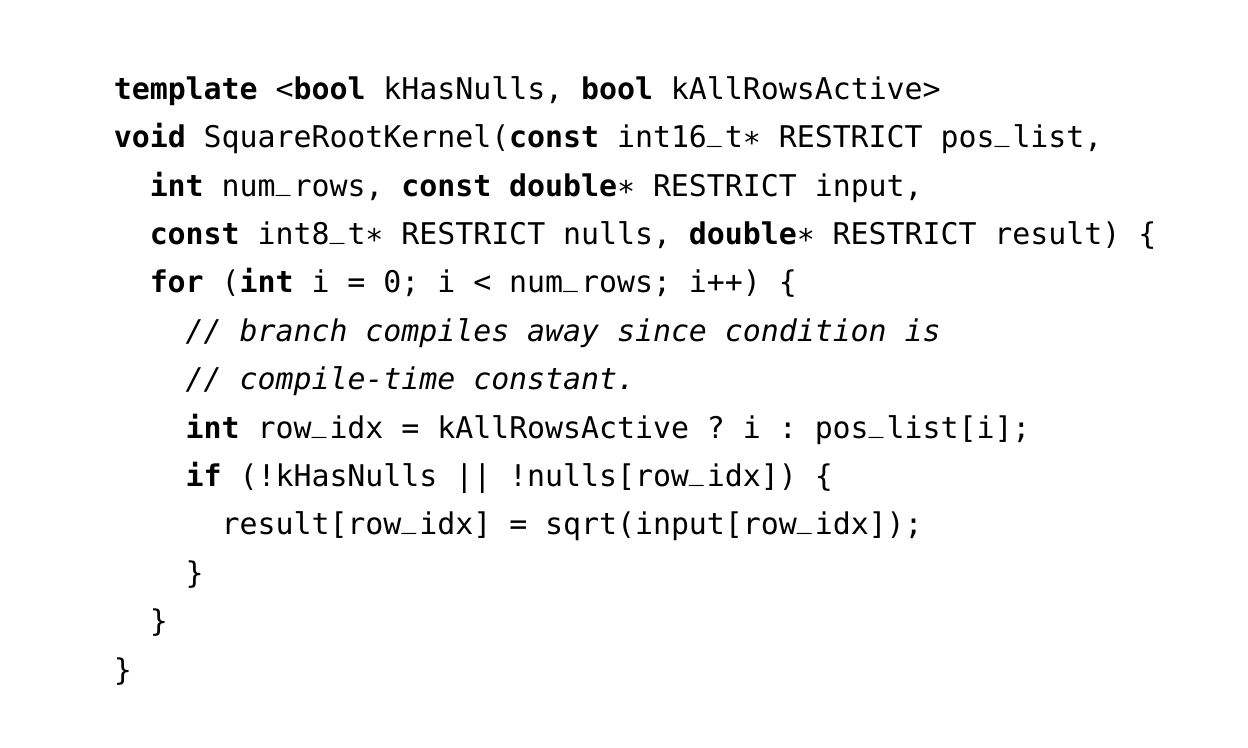 template <bool kHasNulls, bool kAllRowsActive>
void SquareRootKernel(const int16_t* RESTRICT pos_list,
  int num_rows, const double* RESTRICT input,
  const int8_t* RESTRICT nulls, double* RESTRICT result) {
  for (int i = 0; i < num_rows; i++) {
    // branch compiles away since condition is
    // compile-time constant.
    int row_idx = kAllRowsActive ? i : pos_list[i];
    if (!kHasNulls || !nulls[row_idx]) {
      result[row_idx] = sqrt(input[row_idx]);
    }
  }
}